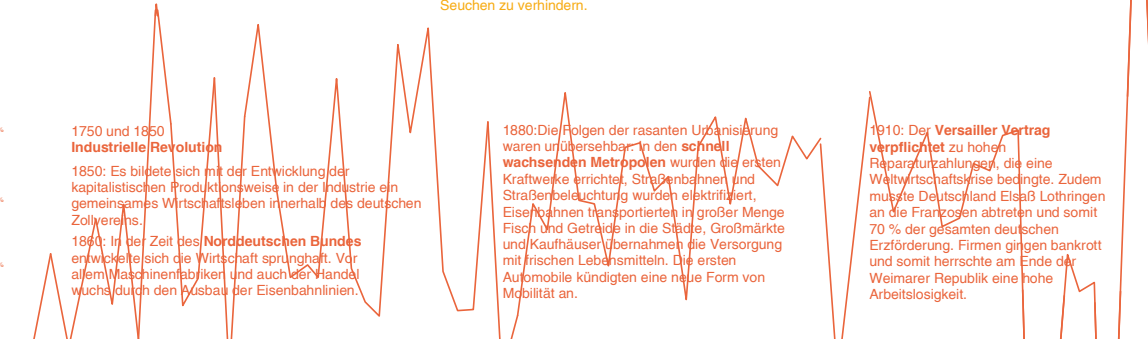 Seuchen zu verhindern.
1750 und 1850
Industrielle Revolution
1850: Es bildete sich mit der Entwicklung der
kapitalistischen Produktionsweise in der Industrie ein
gemeinsames Wirtschaftsleben innerhalb des deutschen
Zollvereins.
1860: In der Zeit des Norddeutschen Bundes
entwickelte sich die Wirtschaft sprunghaft. Vor
allem Maschinenfabriken und auch der Handel
wuchs durch den Ausbau der Eisenbahnlinien.
1880:Die Folgen der rasanten Urbanisierung
waren unübersehbar. In den schnell
wachsenden Metropolen wurden die ersten
Kraftwerke errichtet, Straßenbahnen und
Straßenbeleuchtung wurden elektrifiziert,
Eisenbahnen transportierten in großer Menge
Fisch und Getreide in die Städte, Großmärkte
und Kaufhäuser übernahmen die Versorgung
mit frischen Lebensmitteln. Die ersten
Automobile kündigten eine neue Form von
Mobilität an.
1910: Der Versailler Vertrag
verpflichtet zu hohen
Reparaturzahlungen, die eine
Weltwirtschaftskrise bedingte. Zudem
musste Deutschland Elsaß Lothringen
an die Franzosen abtreten und somit
70 % der gesamten deutschen
Erzförderung. Firmen gingen bankrott
und somit herrschte am Ende der
Weimarer Republik eine hohe
Arbeitslosigkeit.